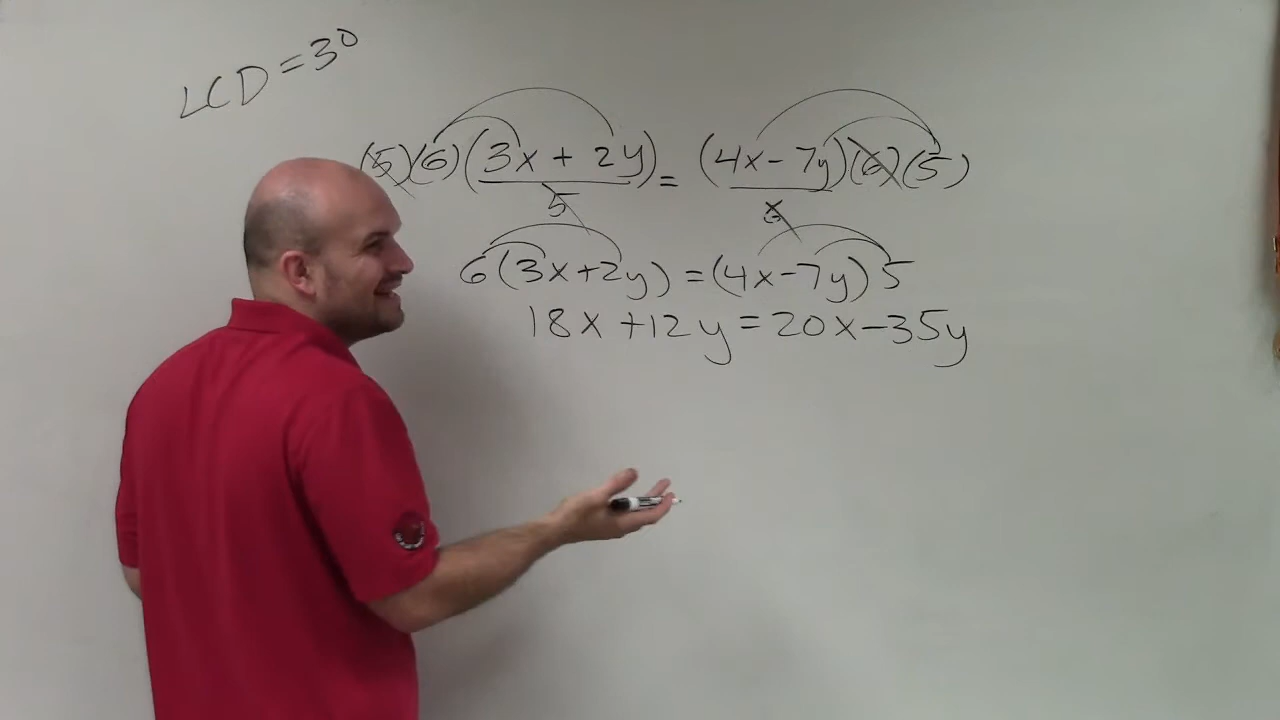 LCD = 30
(5)(6)(3x + 2y) = (4x - 7y)(6)(5)
5 6
6(3x+2y) = (4x-7y)5
18x + 12y = 20x - 35y